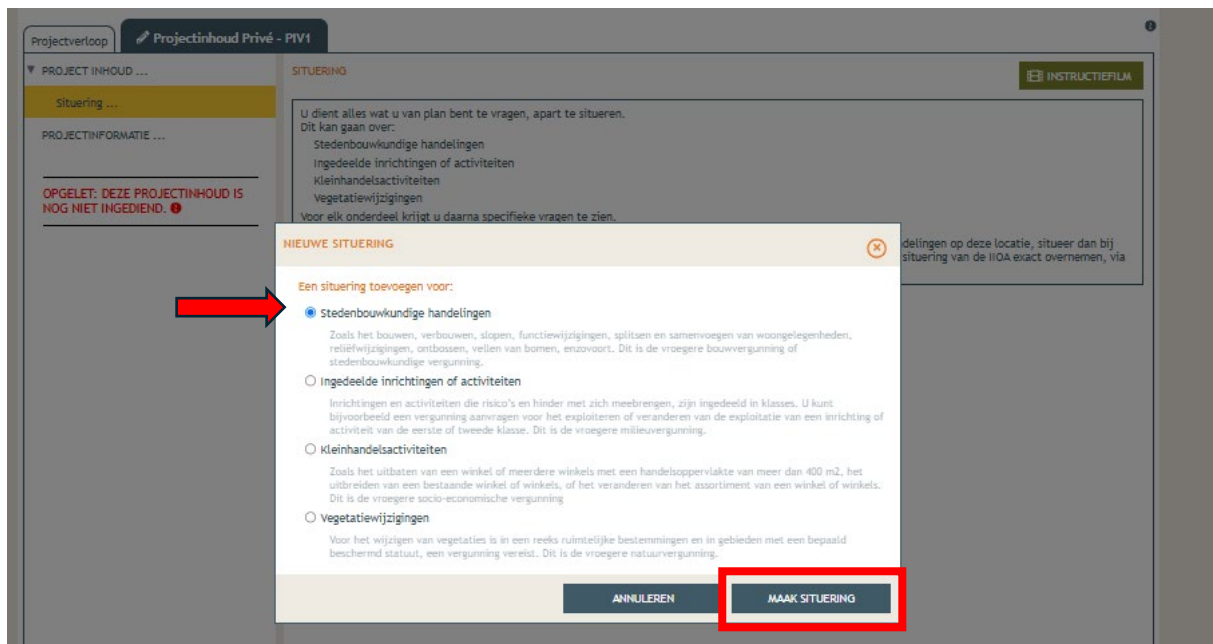 Projectverloop
Projectinhoud Privé - PIV1
PROJECT INHOUD ...
SITUERING
INSTRUCTIEFILM
Situering ...
PROJECTINFORMATIE ...
OPGELET: DEZE PROJECTINHOUD IS
NOG NIET INGEDIEND.
U dient alles wat u van plan bent te vragen, apart te situeren.
Dit kan gaan over:
Stedenbouwkundige handelingen
Ingedeelde inrichtingen of activiteiten
Kleinhandelsactiviteiten
Vegetatiewijzigingen
Voor elk onderdeel krijgt u daarna specifieke vragen te zien.
delingen op deze locatie, situeer dan bij
situering van de IIOA exact overnemen, via
NIEUWE SITUERING
Een situering toevoegen voor:
Stedenbouwkundige handelingen
Zoals het bouwen, verbouwen, slopen, functiewijzigingen, splitsen en samenvoegen van woongelegenheden,
reliëfwijzigingen, ontbossen, vellen van bomen, enzovoort. Dit is de vroegere bouwvergunning of
stedenbouwkundige vergunning.
Ingedeelde inrichtingen of activiteiten
Inrichtingen en activiteiten die risico's en hinder met zich meebrengen, zijn ingedeeld in klasses. U kunt
bijvoorbeeld een vergunning aanvragen voor het exploiteren of veranderen van de exploitatie van een inrichting of
activiteit van de eerste of tweede klasse. Dit is de vroegere milieuvergunning.
Kleinhandelsactiviteiten
Zoals het uitbaten van een winkel of meerdere winkels met een handelsoppervlakte van meer dan 400 m2, het
uitbreiden van een bestaande winkel of winkels, of het veranderen van het assortiment van een winkel of winkels.
Dit is de vroegere socio-economische vergunning
Vegetatiewijzigingen
Voor het wijzigen van vegetaties is in een reeks ruimtelijke bestemmingen en in gebieden met een bepaald
beschermd statuut, een vergunning vereist. Dit is de vroegere natuurvergunning.
ANNULEREN
MAAK SITUERING